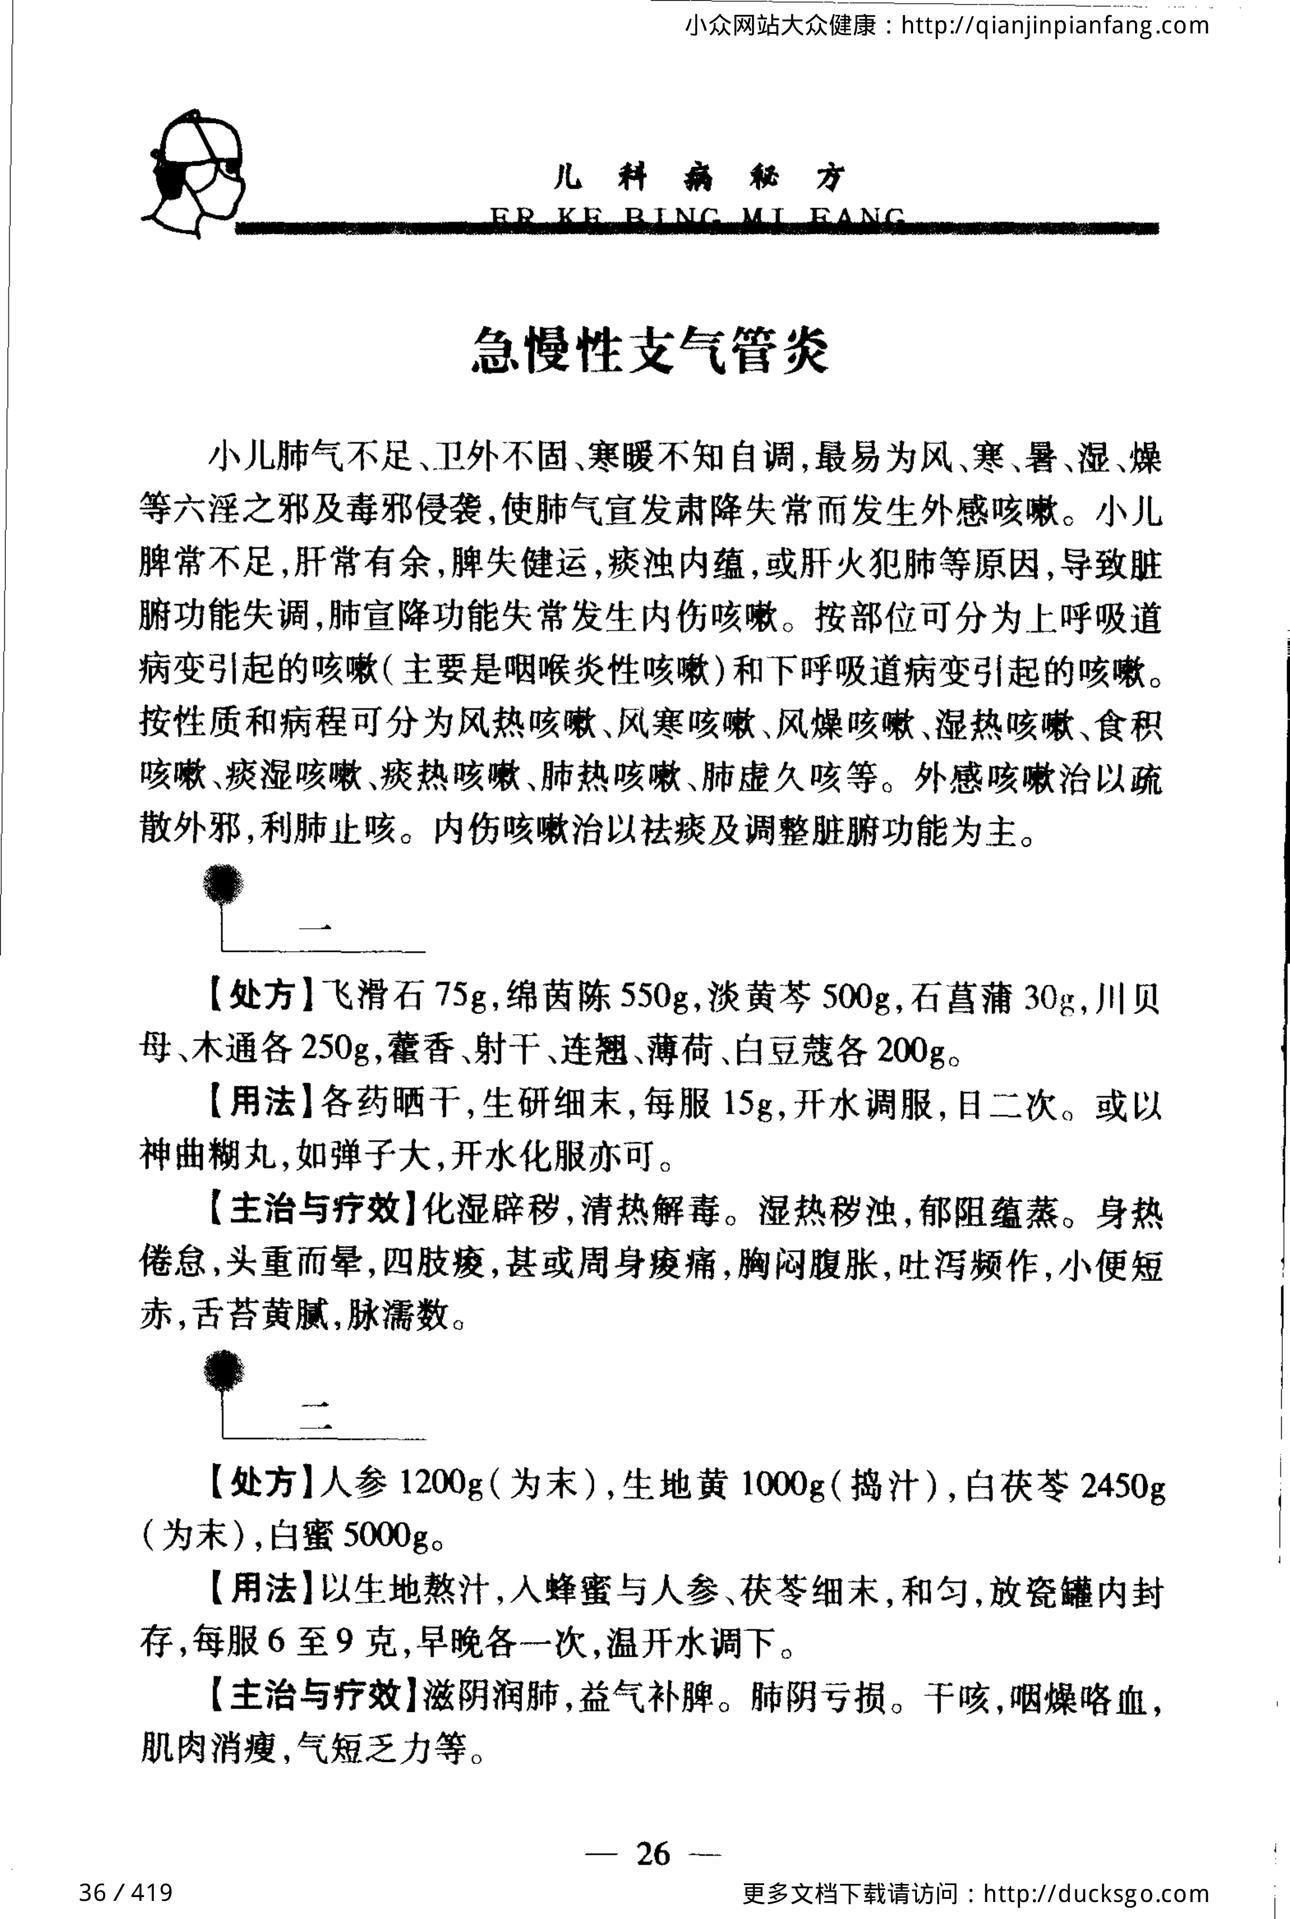 小众网站大众健康：http://qianjinpianfang.com
儿科病秘方
ER KE BING MI FANG
急慢性支气管炎
小儿肺气不足、卫外不固、寒暖不知自调,最易为风、寒、暑、湿、燥
等六淫之邪及毒邪侵袭,使肺气宣发肃降失常而发生外感咳嗽。小儿
脾常不足,肝常有余,脾失健运,痰浊内蕴,或肝火犯肺等原因,导致脏
腑功能失调,肺宣降功能失常发生内伤咳嗽。按部位可分为上呼吸道
病变引起的咳嗽(主要是咽喉炎性咳嗽)和下呼吸道病变引起的咳嗽。
按性质和病程可分为风热咳嗽、风寒咳嗽、风燥咳嗽、湿热咳嗽、食积
咳嗽、痰湿咳嗽、痰热咳嗽、肺热咳嗽、肺虚久咳等。外感咳嗽治以疏
散外邪,利肺止咳。内伤咳嗽治以祛痰及调整脏腑功能为主。
一
【处方】飞滑石 75g,绵茵陈 550g,淡黄芩 500g,石菖蒲 30g,川贝
母、木通各 250g,藿香、射干、连翘、薄荷、白豆蔻各 200g。
【用法】各药晒干,生研细末,每服 15g,开水调服,日二次。或以
神曲糊丸,如弹子大,开水化服亦可。
【主治与疗效】化湿辟秽,清热解毒。湿热秽浊,郁阻蕴蒸。身热
倦怠,头重而晕,四肢痠,甚或周身痠痛,胸闷腹胀,吐泻频作,小便短
赤,舌苔黄腻,脉濡数。
二
【处方】人参 1200g(为末),生地黄 1000g(捣汁),白茯苓 2450g
(为末),白蜜 5000g。
【用法】以生地熬汁,入蜂蜜与人参、茯苓细末,和匀,放瓷罐内封
存,每服 6 至 9 克,早晚各一次,温开水调下。
【主治与疗效】滋阴润肺,益气补脾。肺阴亏损。干咳,咽燥咯血,
肌肉消瘦,气短乏力等。
— 26 —
36 / 419
更多文档下载请访问：http://ducksgo.com